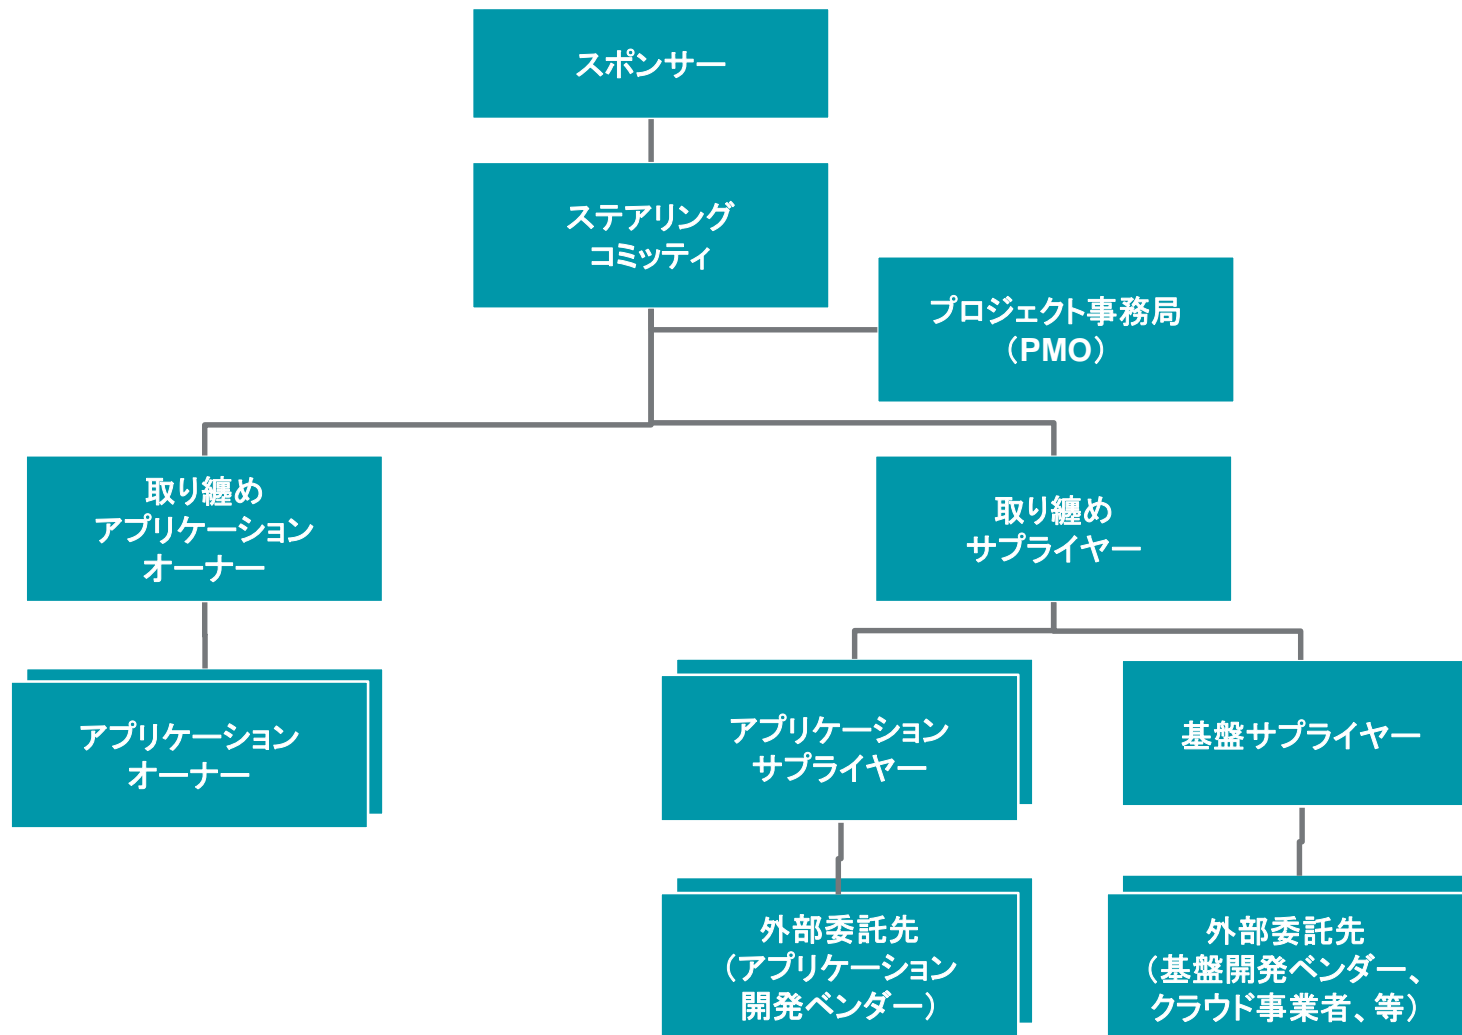 スポンサー
ステアリング
コミッティ
プロジェクト事務局
（PMO）
取り纏め
アプリケーション
オーナー
取り纏め
サプライヤー
アプリケーション
オーナー
アプリケーション
サプライヤー
基盤サプライヤー
外部委託先
（アプリケーション
開発ベンダー）
外部委託先
（基盤開発ベンダー、
クラウド事業者、等）